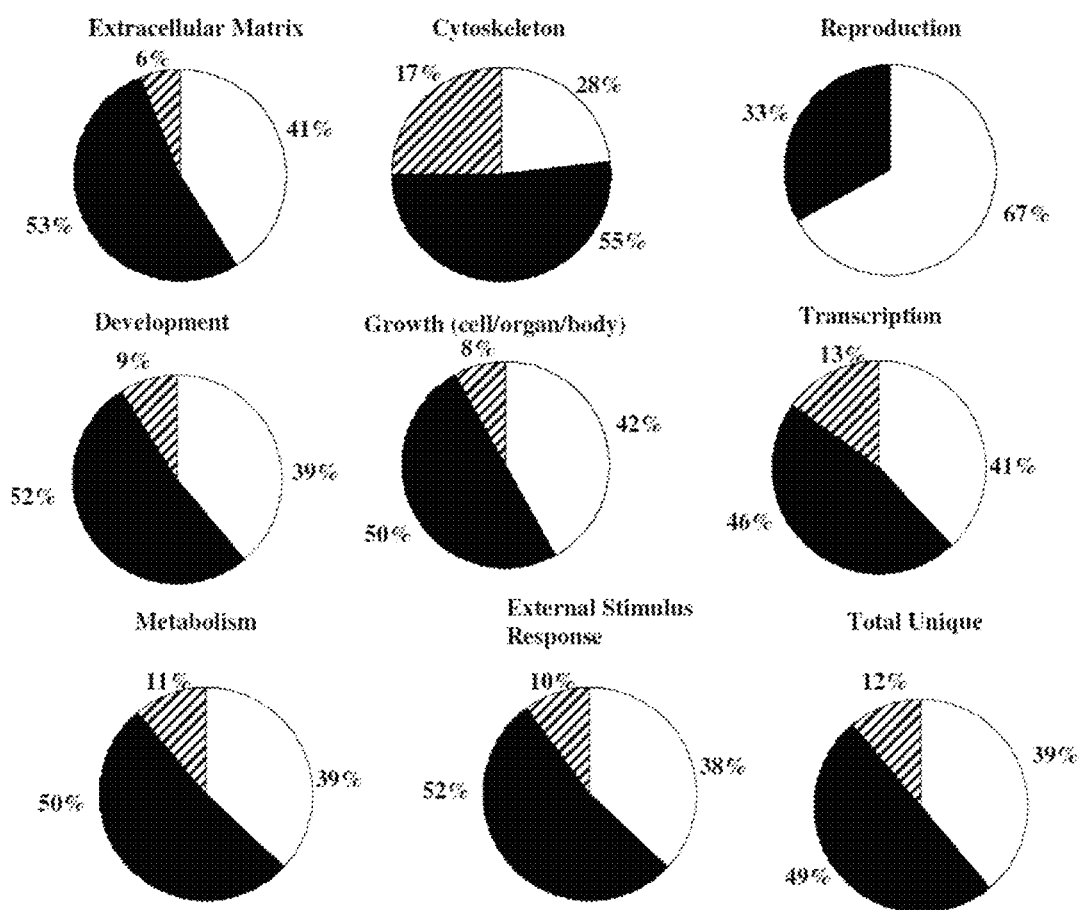 Extracellular Matrix
6%
41%
53%
Cytoskeleton
17%
28%
55%
Reproduction
33%
67%
Development
9%
39%
52%
Growth (cell/organ/body)
8%
42%
50%
Transcription
13%
41%
46%
Metabolism
11%
39%
50%
External Stimulus
Response
10%
38%
52%
Total Unique
12%
39%
49%